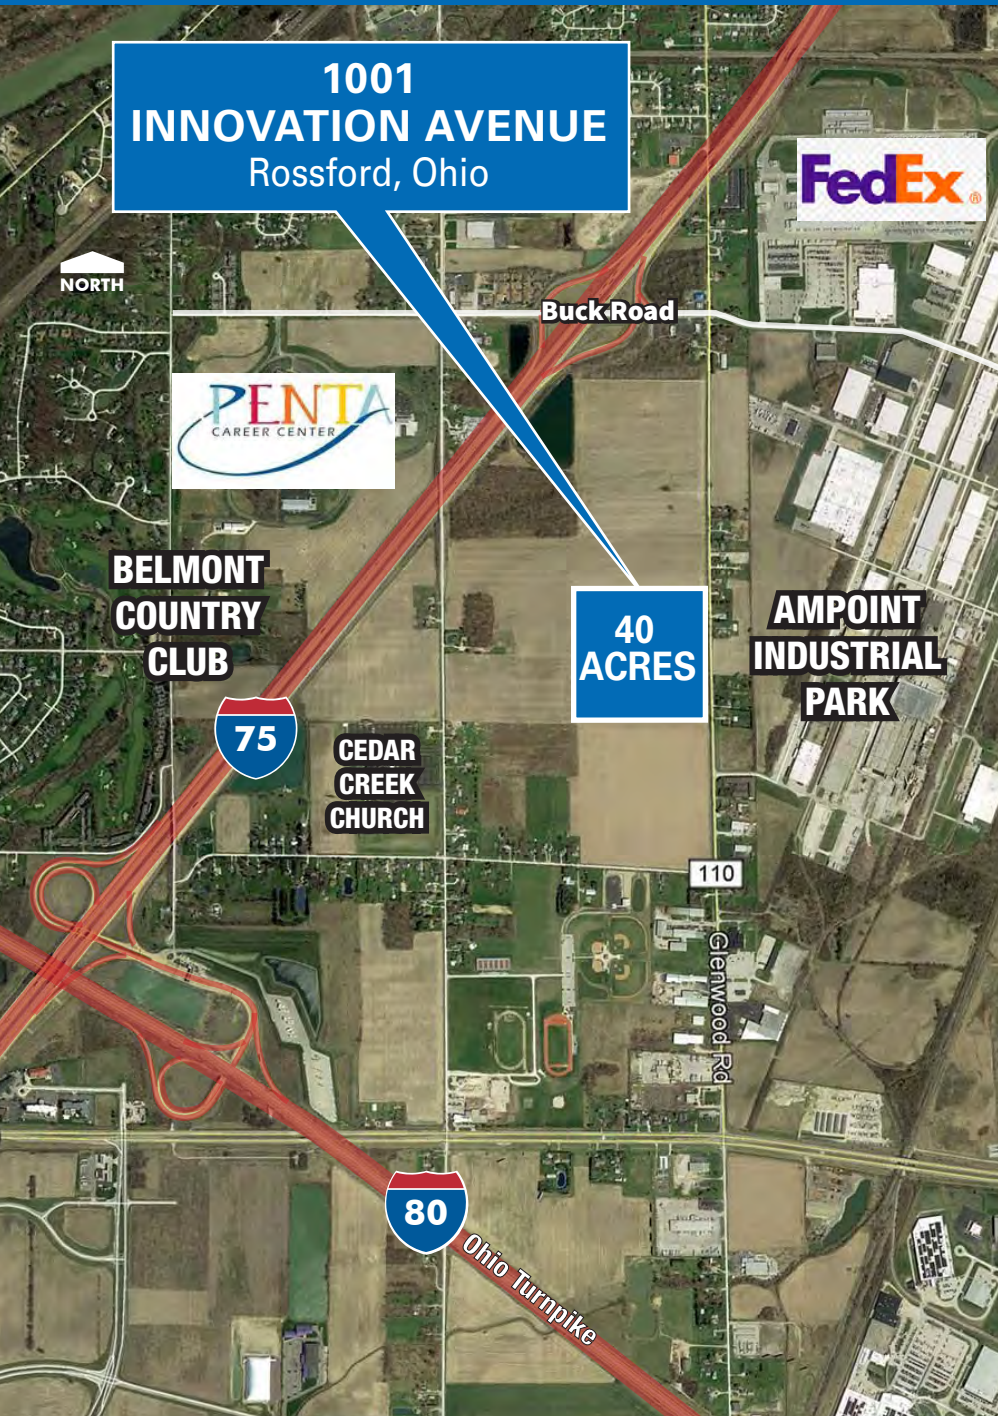 1001
INNOVATION AVENUE
Rossford, Ohio
FedEx®
NORTH
Buck Road
PENTA
CAREER CENTER
BELMONT
COUNTRY
CLUB
40
ACRES
AMPOINT
INDUSTRIAL
PARK
75
CEDAR
CREEK
CHURCH
110
Glenwood Rd
80
Ohio Turnpike